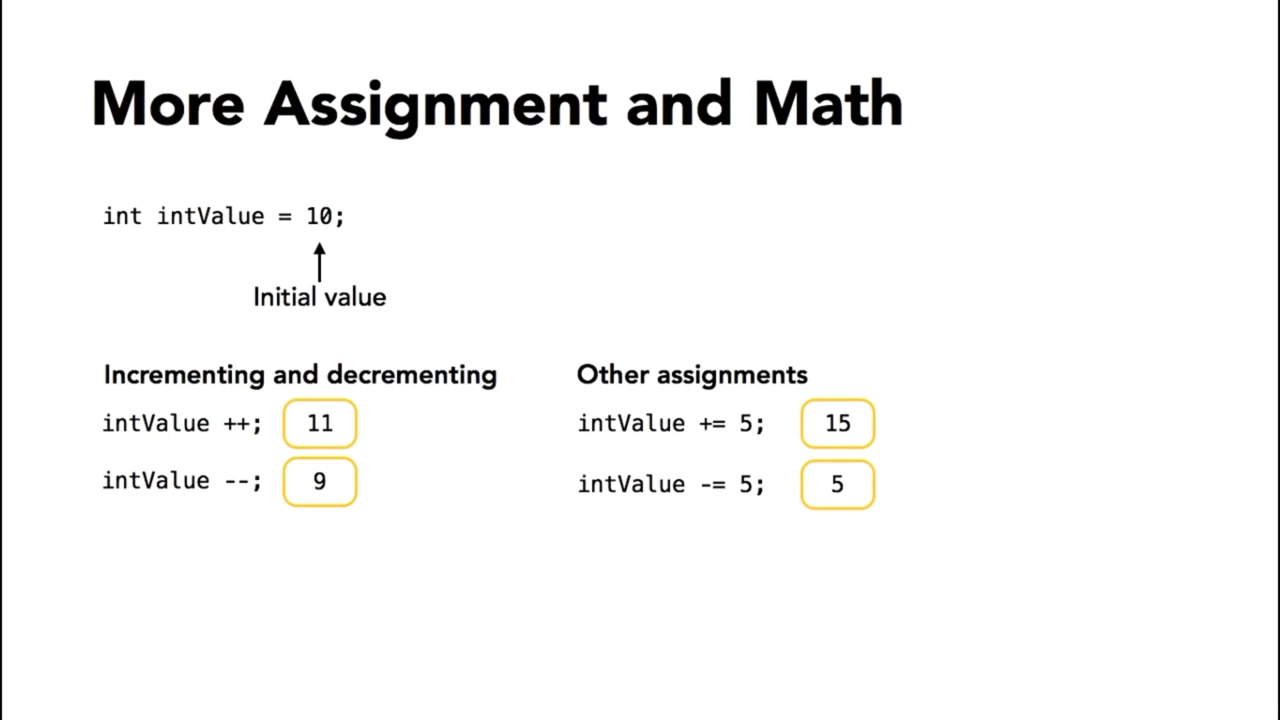 More Assignment and Math
int intValue = 10;
Initial value
Incrementing and decrementing
intValue ++; 11
intValue --; 9
Other assignments
intValue += 5; 15
intValue -= 5; 5